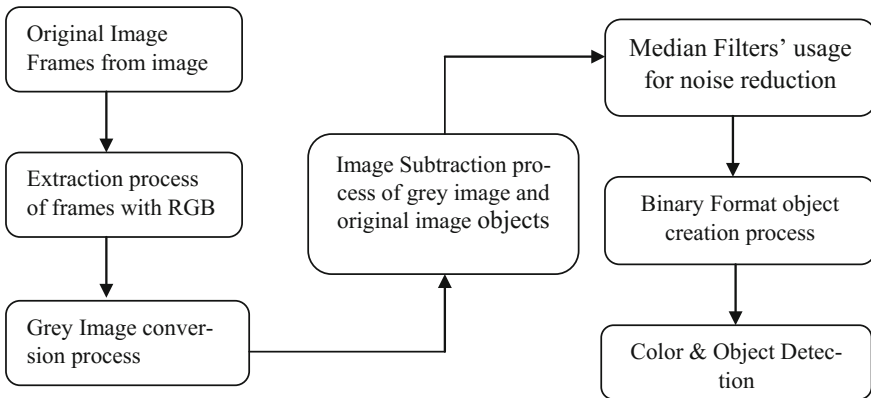 Original Image
Frames from image
Extraction process
of frames with RGB
Grey Image conver-
sion process
Image Subtraction pro-
cess of grey image and
original image objects
Median Filters’ usage
for noise reduction
Binary Format object
creation process
Color & Object Detec-
tion